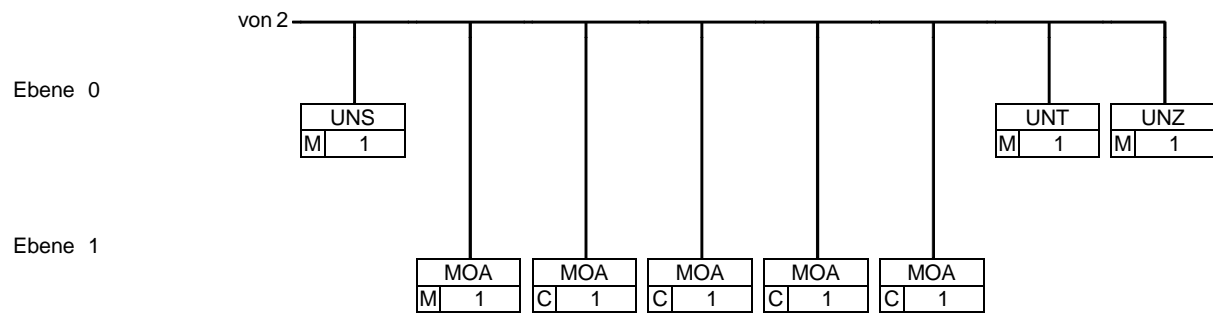 von 2
Ebene 0
UNS UNT UNZ
M 1 M 1 M 1
Ebene 1
MOA MOA MOA MOA MOA
M 1 C 1 C 1 C 1 C 1